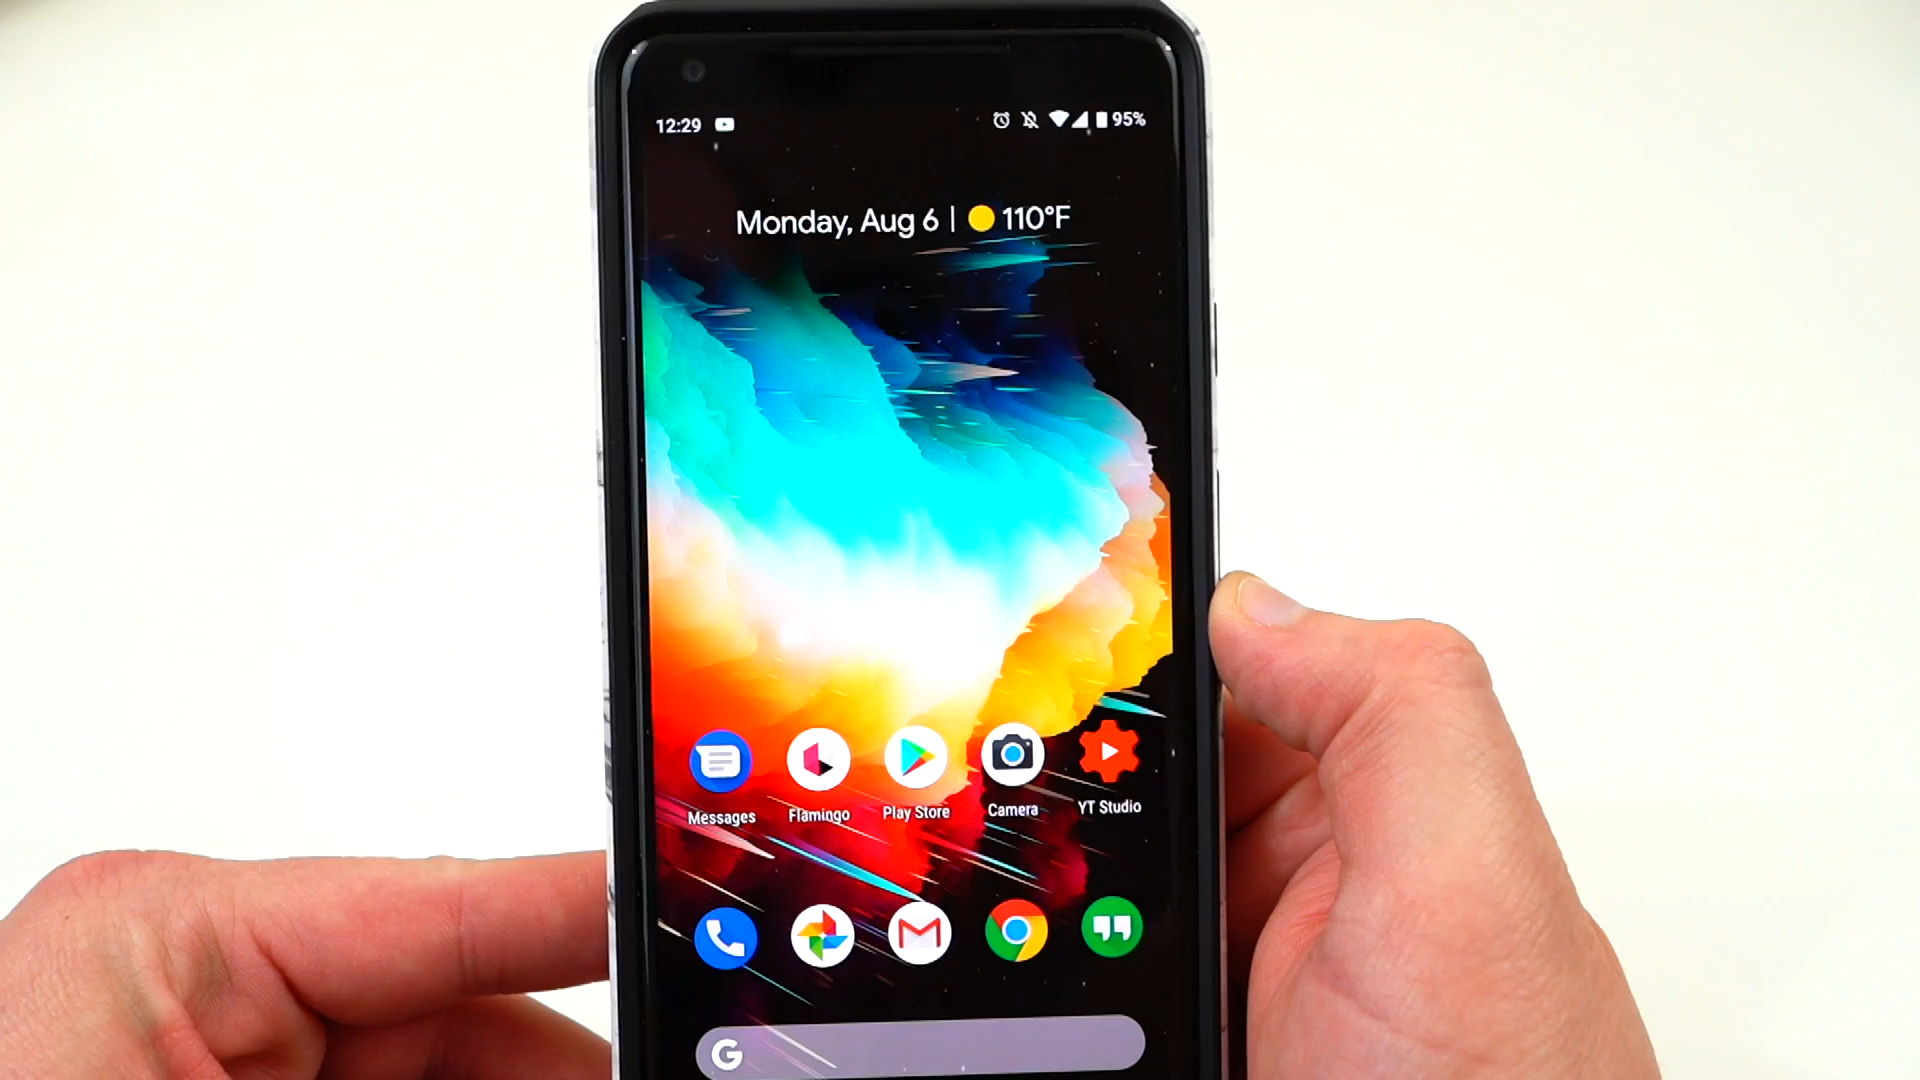 12:29 95%
Monday, Aug 6 | 110°F
Messages Flamingo Play Store Camera YT Studio
G